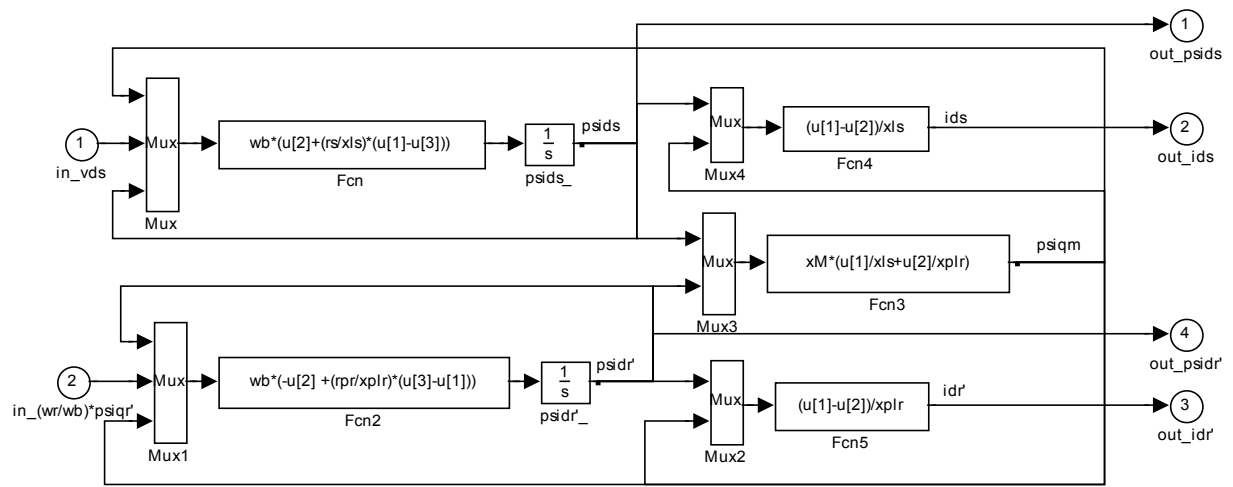 1
out_psids
Mux
1
in_vds
Mux
wb*(u[2]+(rs/xls)*(u[1]-u[3]))
Fcn
1
s
psids_
psids
Mux
Mux4
(u[1]-u[2])/xls
Fcn4
ids
2
out_ids
Mux
Mux3
xM*(u[1]/xls+u[2]/xplr)
Fcn3
psiqm
4
out_psidr'
2
in_(wr/wb)*psiqr'
Mux
Mux1
wb*(-u[2] +(rpr/xplr)*(u[3]-u[1]))
Fcn2
1
s
psidr'_
psidr'
Mux
Mux2
(u[1]-u[2])/xplr
Fcn5
idr'
3
out_idr'